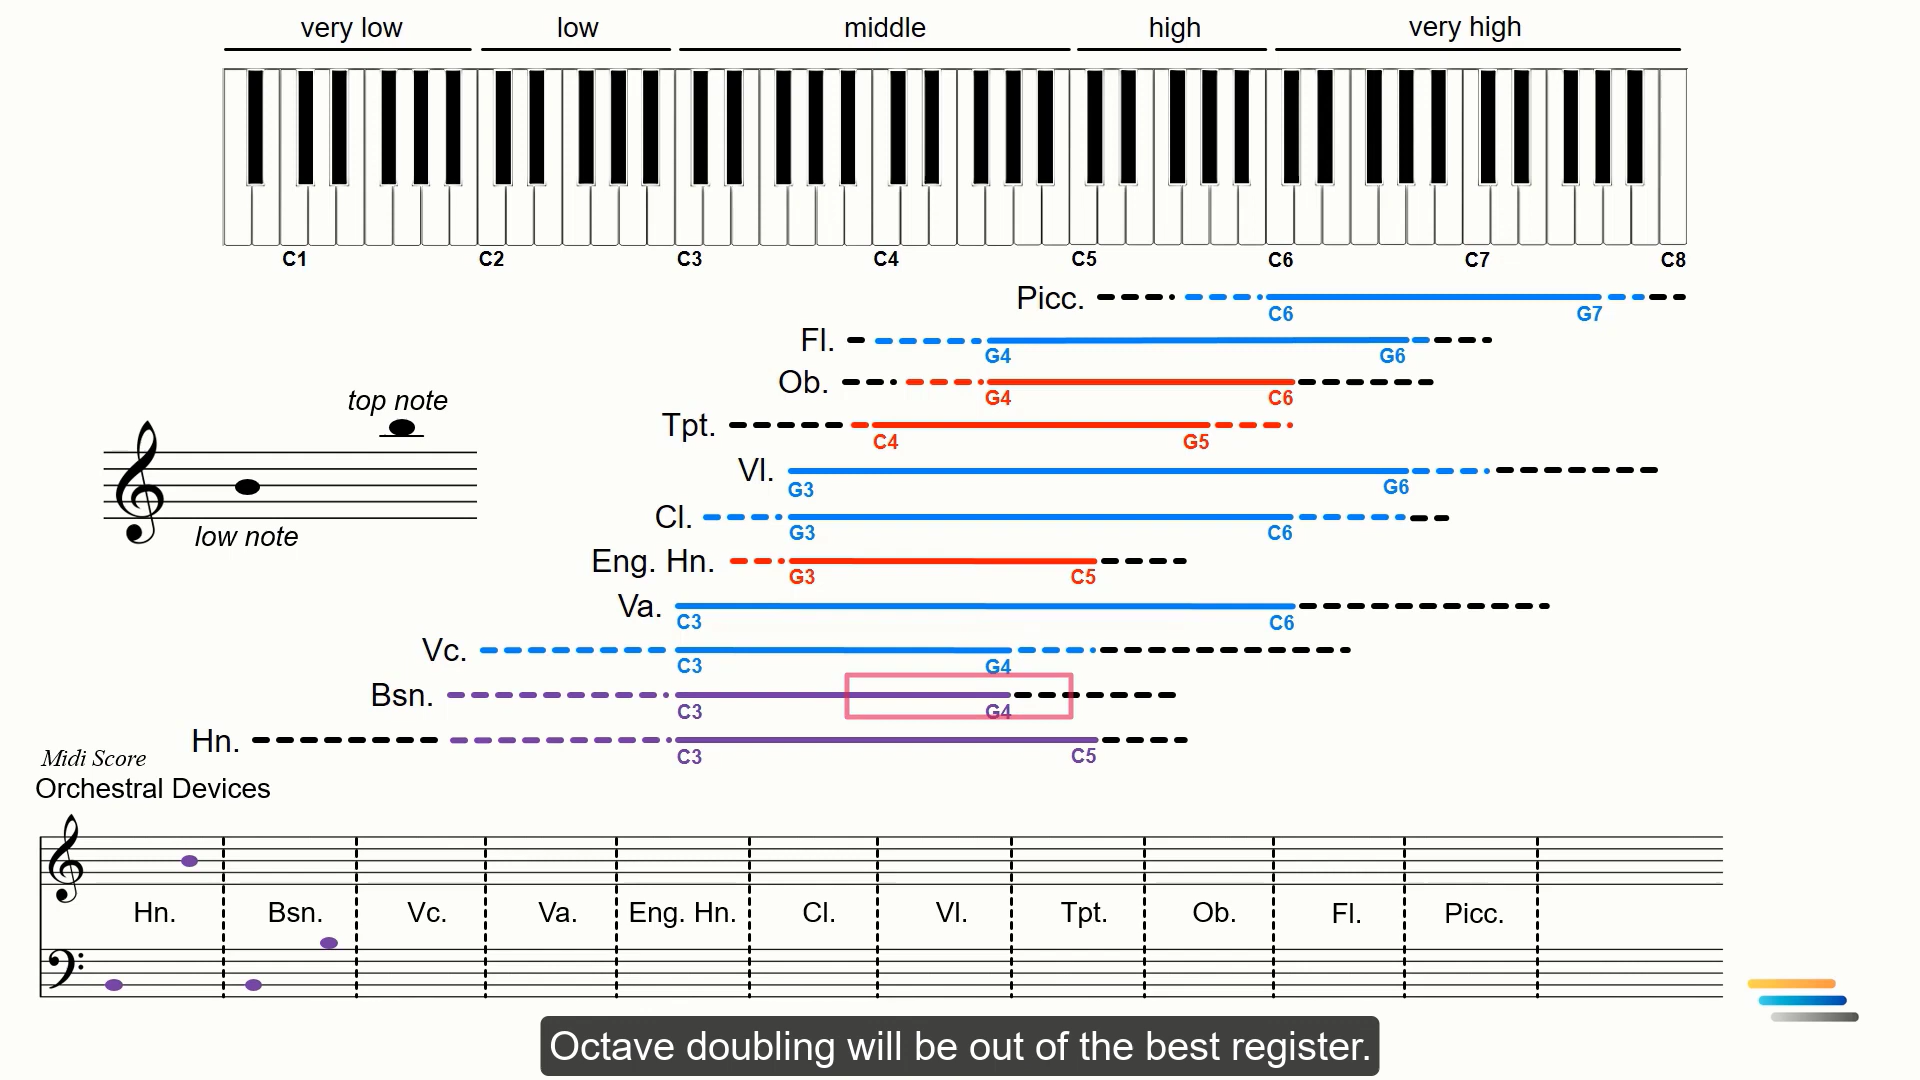 very low low middle high very high
C1 C2 C3 C4 C5 C6 C7 C8
Picc.
C6 G7
Fl.
G4 G6
Ob.
G4 C6
top note
Tpt.
C4 G5
Vl.
G3 G6
Cl.
G3 C6
low note
Eng. Hn.
G3 C5
Va.
C3 C6
Vc.
C3 G4
Bsn.
C3 G4
Hn.
C3 C5
Midi Score
Orchestral Devices
Hn. Bsn. Vc. Va. Eng. Hn. Cl. Vl. Tpt. Ob. Fl. Picc.
Octave doubling will be out of the best register.